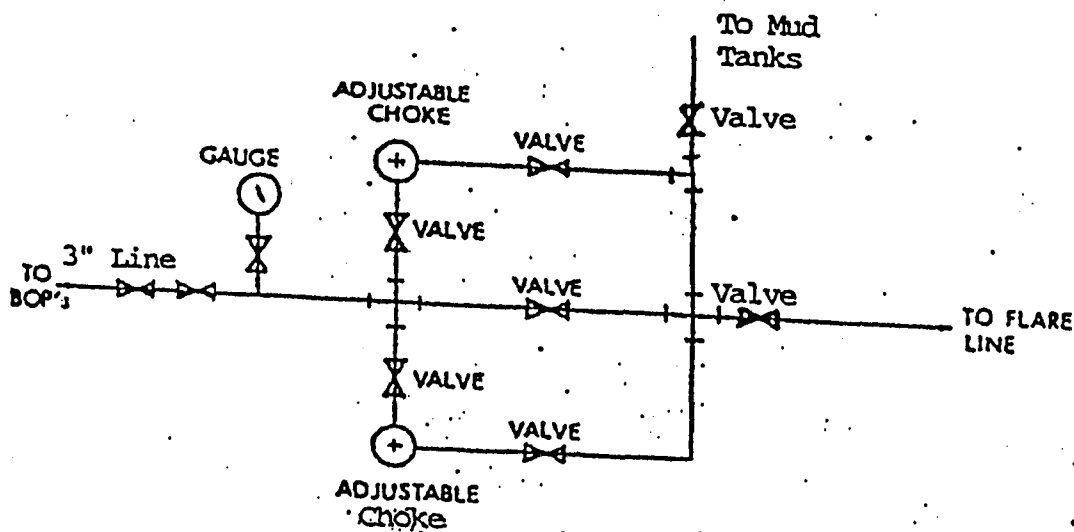 To Mud
Tanks
ADJUSTABLE
CHOKE
Valve
VALVE
GAUGE
VALVE
3" Line
TO
BOP's
VALVE
Valve
TO FLARE
LINE
VALVE
VALVE
ADJUSTABLE
Choke